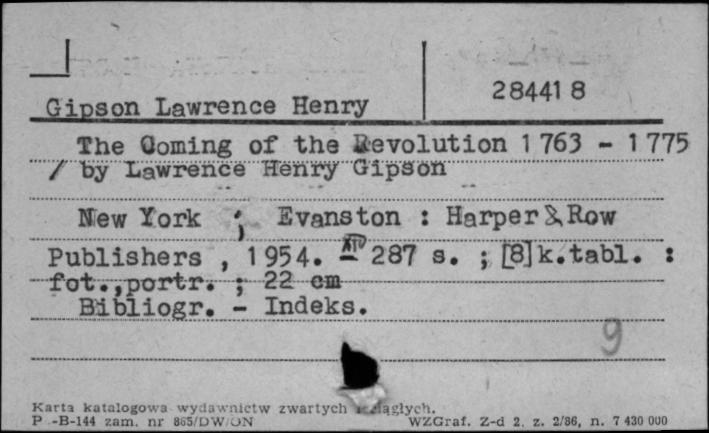 284418
Gipson Lawrence Henry
The Coming of the Revolution 1763 - 1775
/ by Lawrence Henry Gipson
New York ; Evanston : Harper & Row
Publishers , 1954. - XIV 287 s. ; [8] k.tabl. :
fot.,portr. ; 22 cm
Bibliogr. - Indeks.
9
Karta katalogowa wydawnictw zwartych ciągłych.
P -B-144 zam. nr 865/DW/ON WZGraf. Z-d 2. z. 2/86, n. 7 430 000